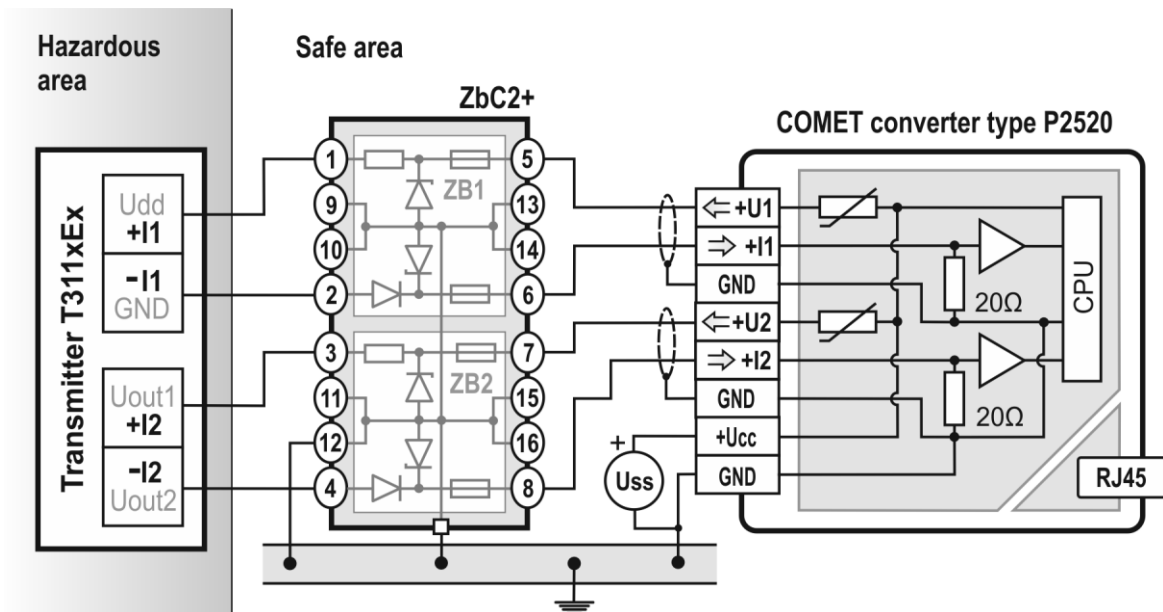 Hazardous
area
Safe area
ZbC2+
COMET converter type P2520
Transmitter T311xEx
Udd
+I1
-I1
GND
Uout1
+I2
-I2
Uout2
1
9
10
2
3
11
12
4
ZB1
ZB2
5
13
14
6
7
15
16
8
+U1
+I1
GND
+U2
+I2
GND
+Ucc
GND
+
Uss
20Ω
20Ω
CPU
RJ45